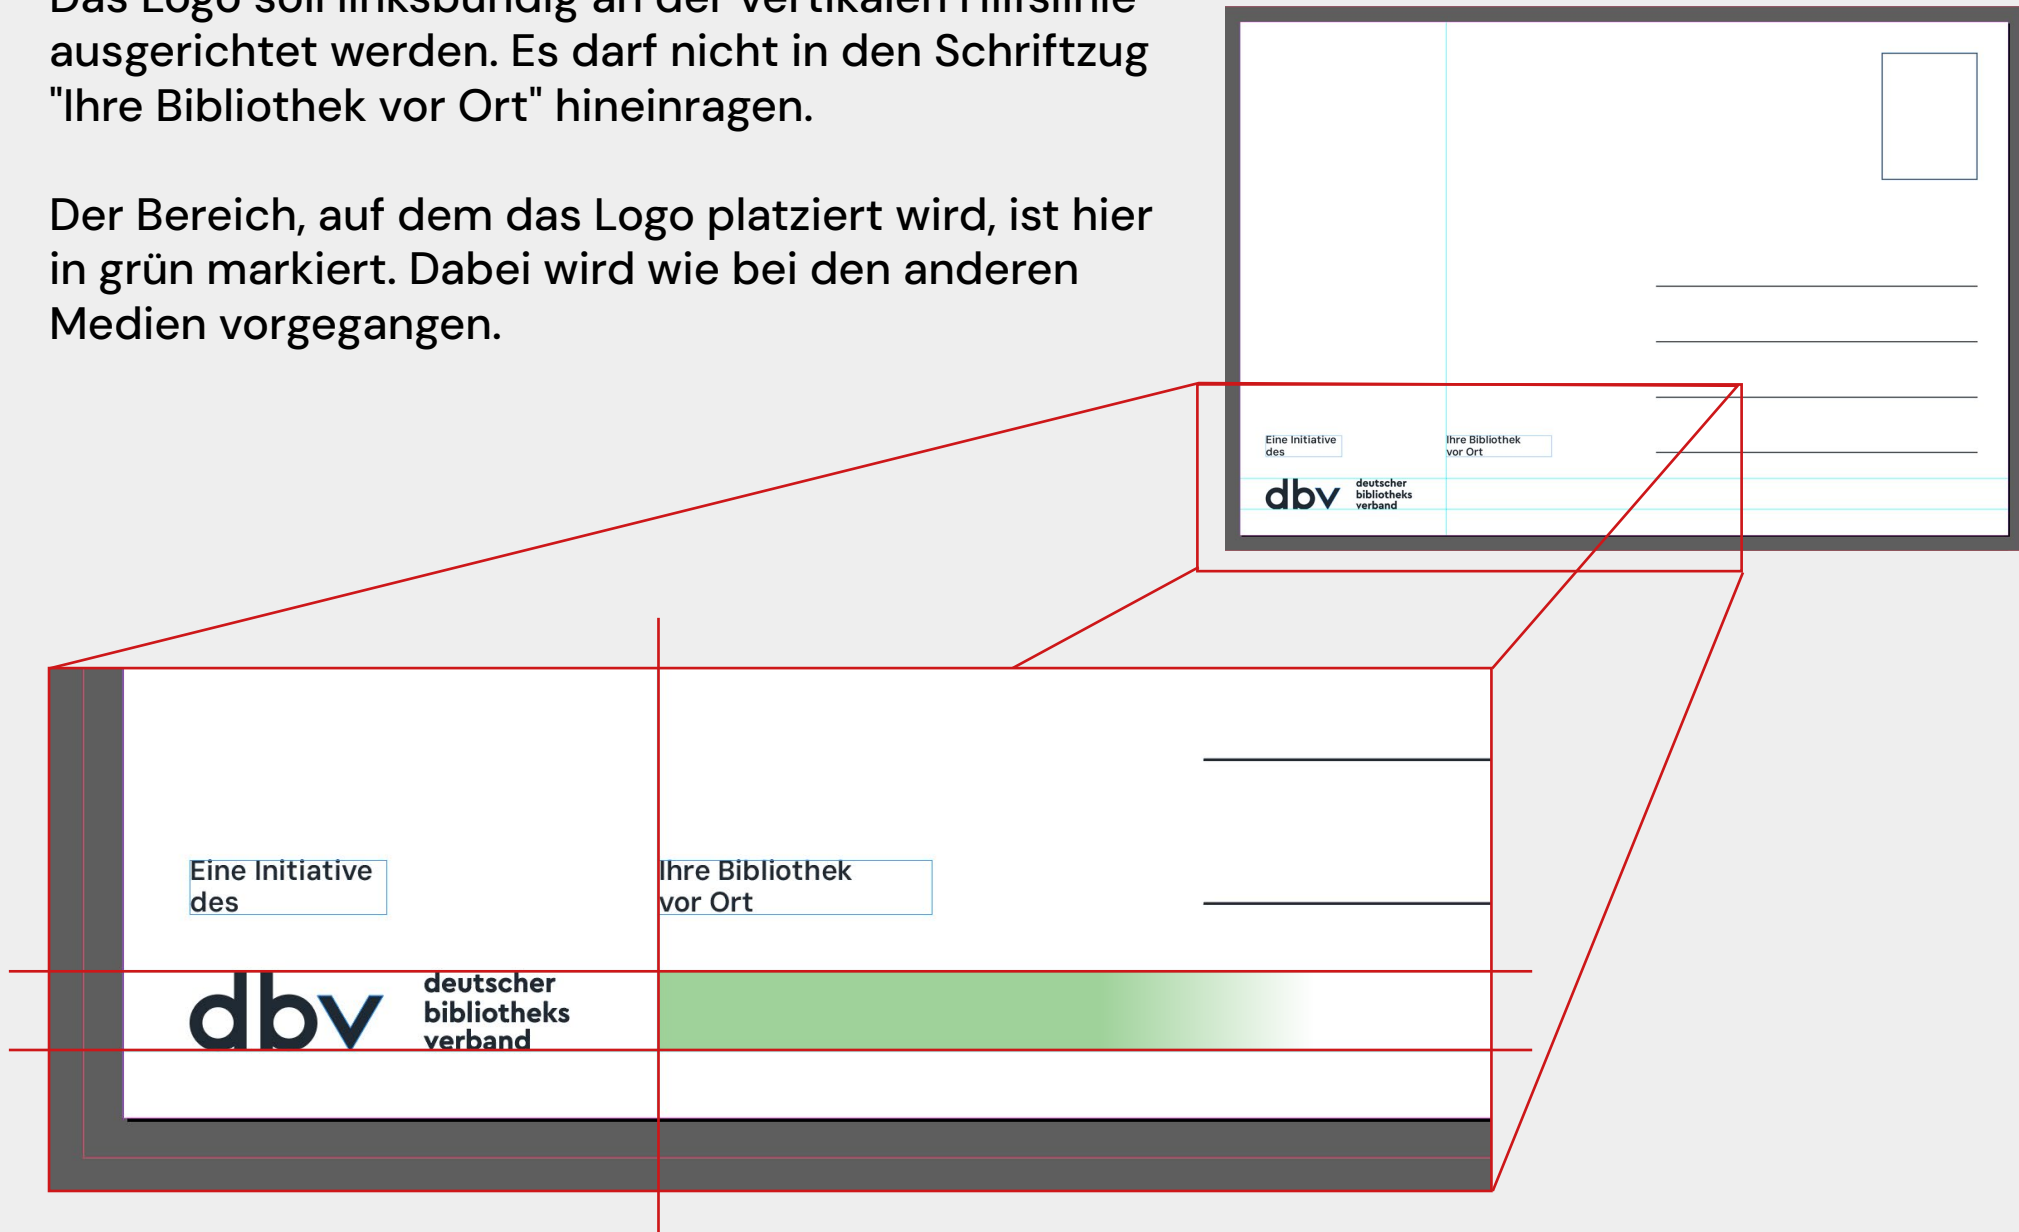 Das Logo soll linksbündig an der vertikalen Hilfslinie
ausgerichtet werden. Es darf nicht in den Schriftzug
"Ihre Bibliothek vor Ort" hineinragen.
Der Bereich, auf dem das Logo platziert wird, ist hier
in grün markiert. Dabei wird wie bei den anderen
Medien vorgegangen.
Eine Initiative
des
Ihre Bibliothek
vor Ort
dbv
deutscher
bibliotheks
verband
Eine Initiative
des
Ihre Bibliothek
vor Ort
dbv
deutscher
bibliotheks
verband